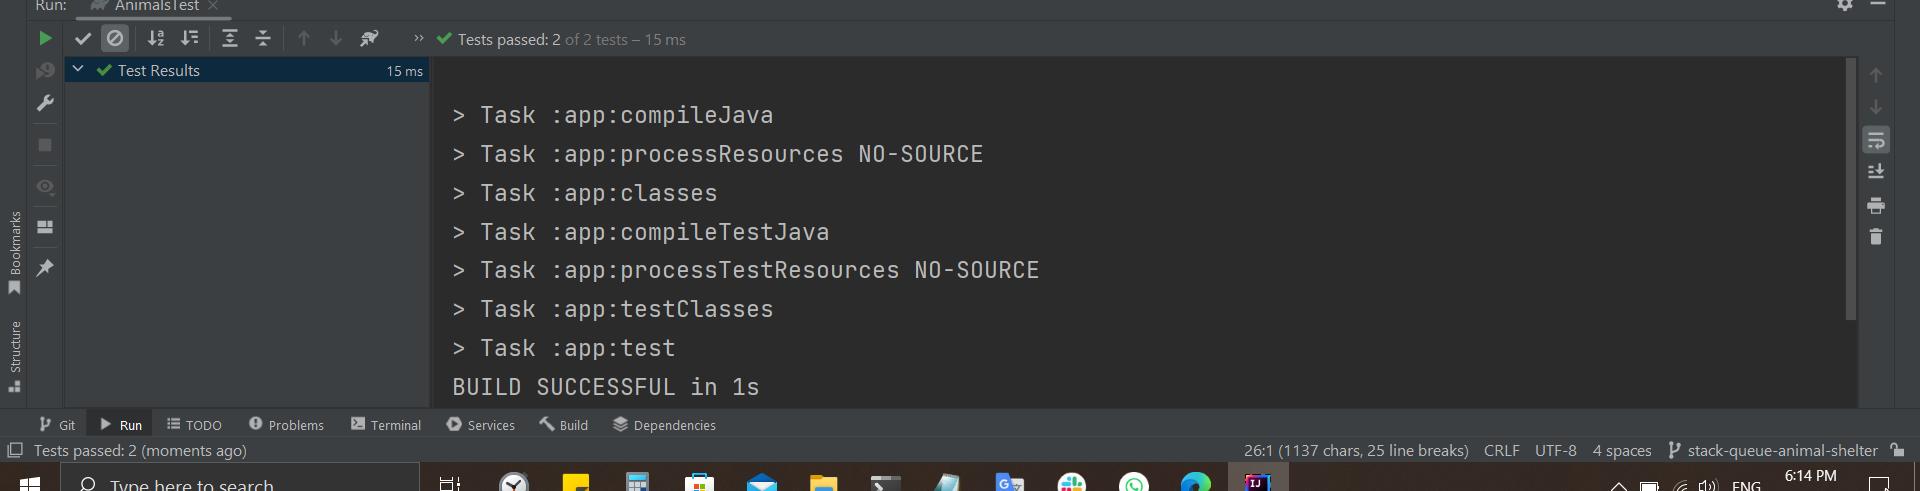 Run: AnimalsTest
Tests passed: 2 of 2 tests – 15 ms
Test Results 15 ms
> Task :app:compileJava
> Task :app:processResources NO-SOURCE
> Task :app:classes
> Task :app:compileTestJava
> Task :app:processTestResources NO-SOURCE
> Task :app:testClasses
> Task :app:test
BUILD SUCCESSFUL in 1s
Bookmarks
Structure
Git Run TODO Problems Terminal Services Build Dependencies
Tests passed: 2 (moments ago) 26:1 (1137 chars, 25 line breaks) CRLF UTF-8 4 spaces stack-queue-animal-shelter
Type here to search ENG 6:14 PM